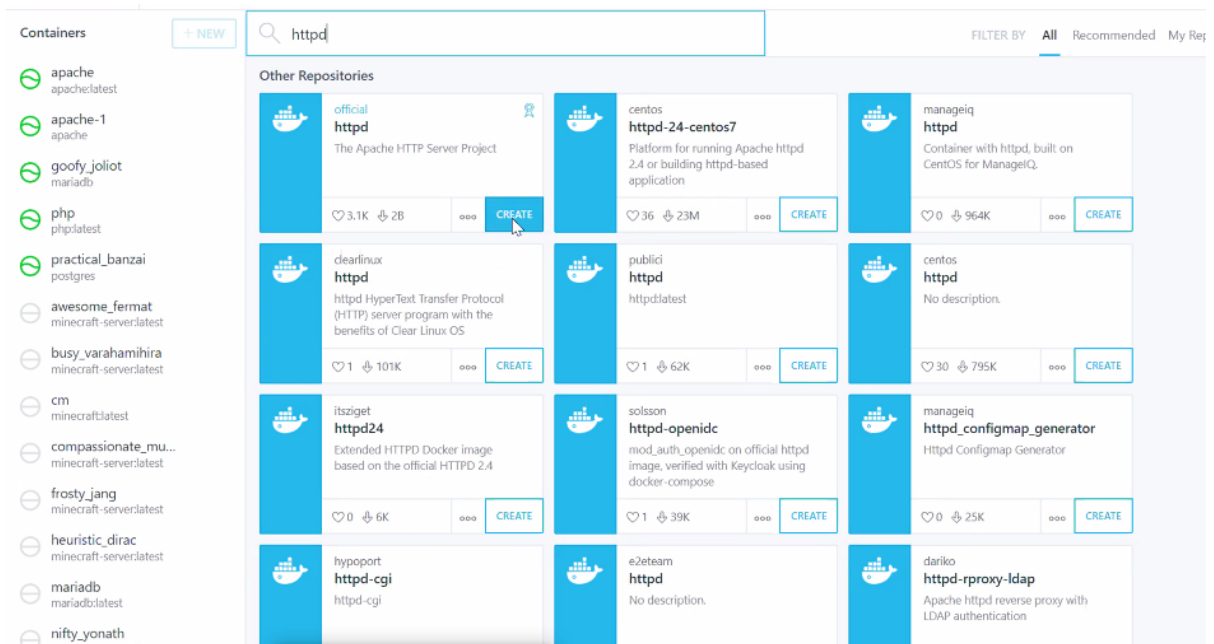 Containers
+ NEW
httpd
FILTER BY All Recommended My Rep
apache
apache:latest
apache-1
apache
goofy_joliot
mariadb
php
php:latest
practical_banzai
postgres
awesome_fermat
minecraft-server:latest
busy_varahamihira
minecraft-server:latest
cm
minecraft:latest
compassionate_mu...
minecraft-server:latest
frosty_jang
minecraft-server:latest
heuristic_dirac
minecraft-server:latest
mariadb
mariadb:latest
nifty_yonath
Other Repositories
official
httpd
The Apache HTTP Server Project
3.1K 2B
CREATE
centos
httpd-24-centos7
Platform for running Apache httpd
2.4 or building httpd-based
application
36 23M
CREATE
manageiq
httpd
Container with httpd, built on
CentOS for ManageIQ.
0 964K
CREATE
clearlinux
httpd
httpd HyperText Transfer Protocol
(HTTP) server program with the
benefits of Clear Linux OS
1 101K
CREATE
publici
httpd
httpd:latest
1 62K
CREATE
centos
httpd
No description.
30 795K
CREATE
itsziget
httpd24
Extended HTTPD Docker image
based on the official HTTPD 2.4
0 6K
CREATE
solsson
httpd-openidc
mod_auth_openidc on official httpd
image, verified with Keycloak using
docker-compose
1 39K
CREATE
manageiq
httpd_configmap_generator
Httpd Configmap Generator
0 25K
CREATE
hypoport
httpd-cgi
httpd-cgi
e2eteam
httpd
No description.
dariko
httpd-rproxy-ldap
Apache httpd reverse proxy with
LDAP authentication